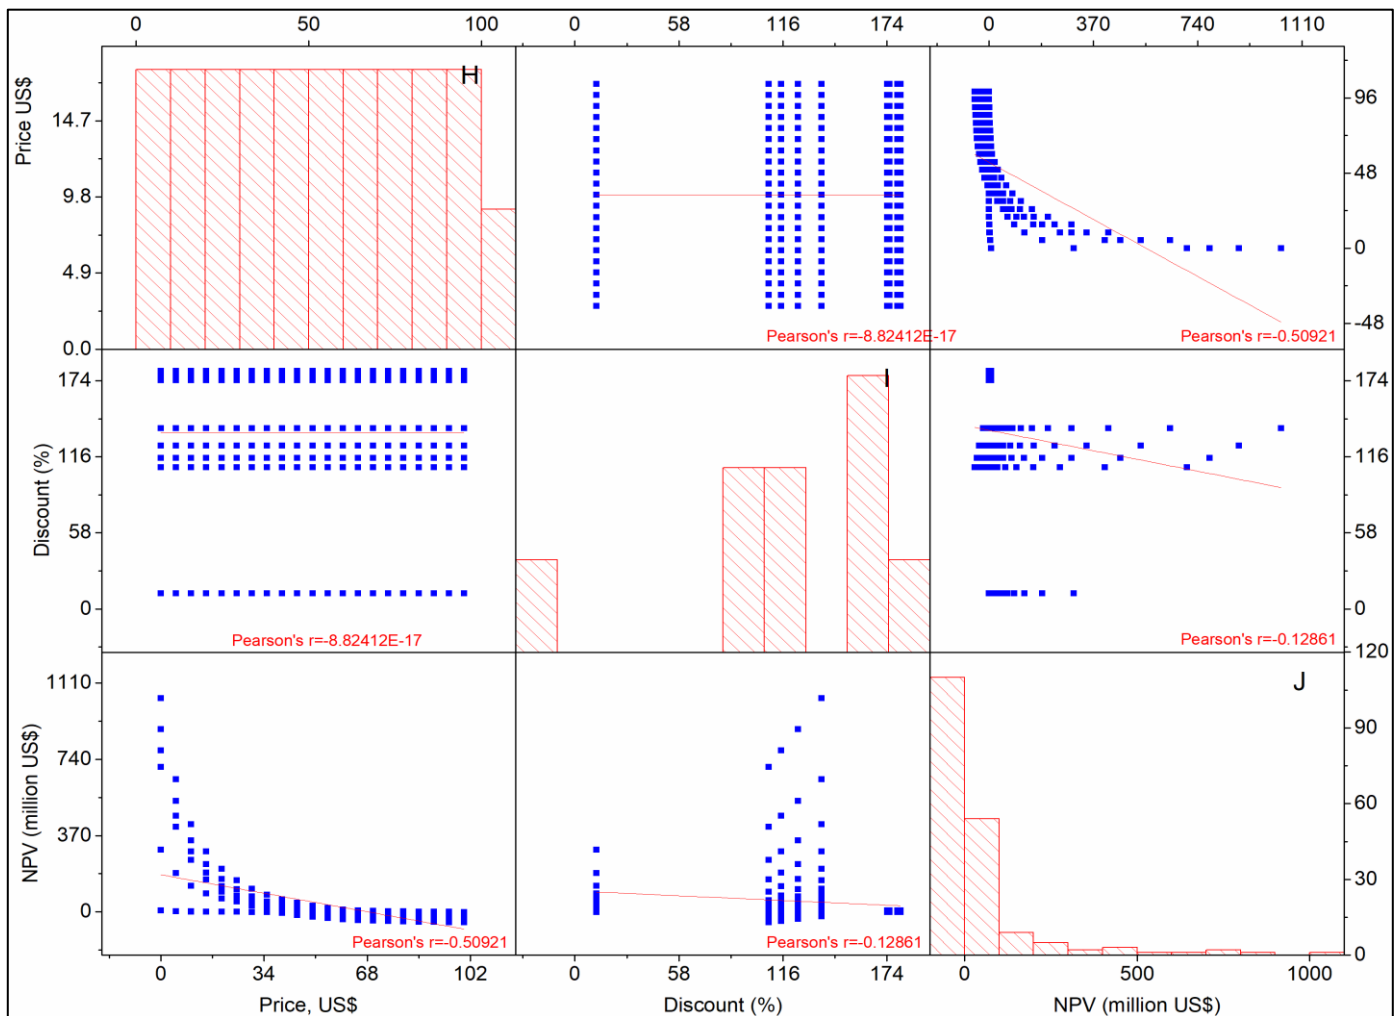 0 50 100 0 58 116 174 0 370 740 1110
Price US$
14.7
9.8
4.9
0.0
H
Pearson's r=-8.82412E-17
96
48
0
-48
Pearson's r=-0.50921
Discount (%)
174
116
58
0
Pearson's r=-8.82412E-17
I
174
116
58
0
Pearson's r=-0.12861
NPV (million US$)
1110
740
370
0
Pearson's r=-0.50921
Pearson's r=-0.12861
J
120
90
60
30
0
0 34 68 102 0 58 116 174 0 500 1000
Price, US$ Discount (%) NPV (million US$)